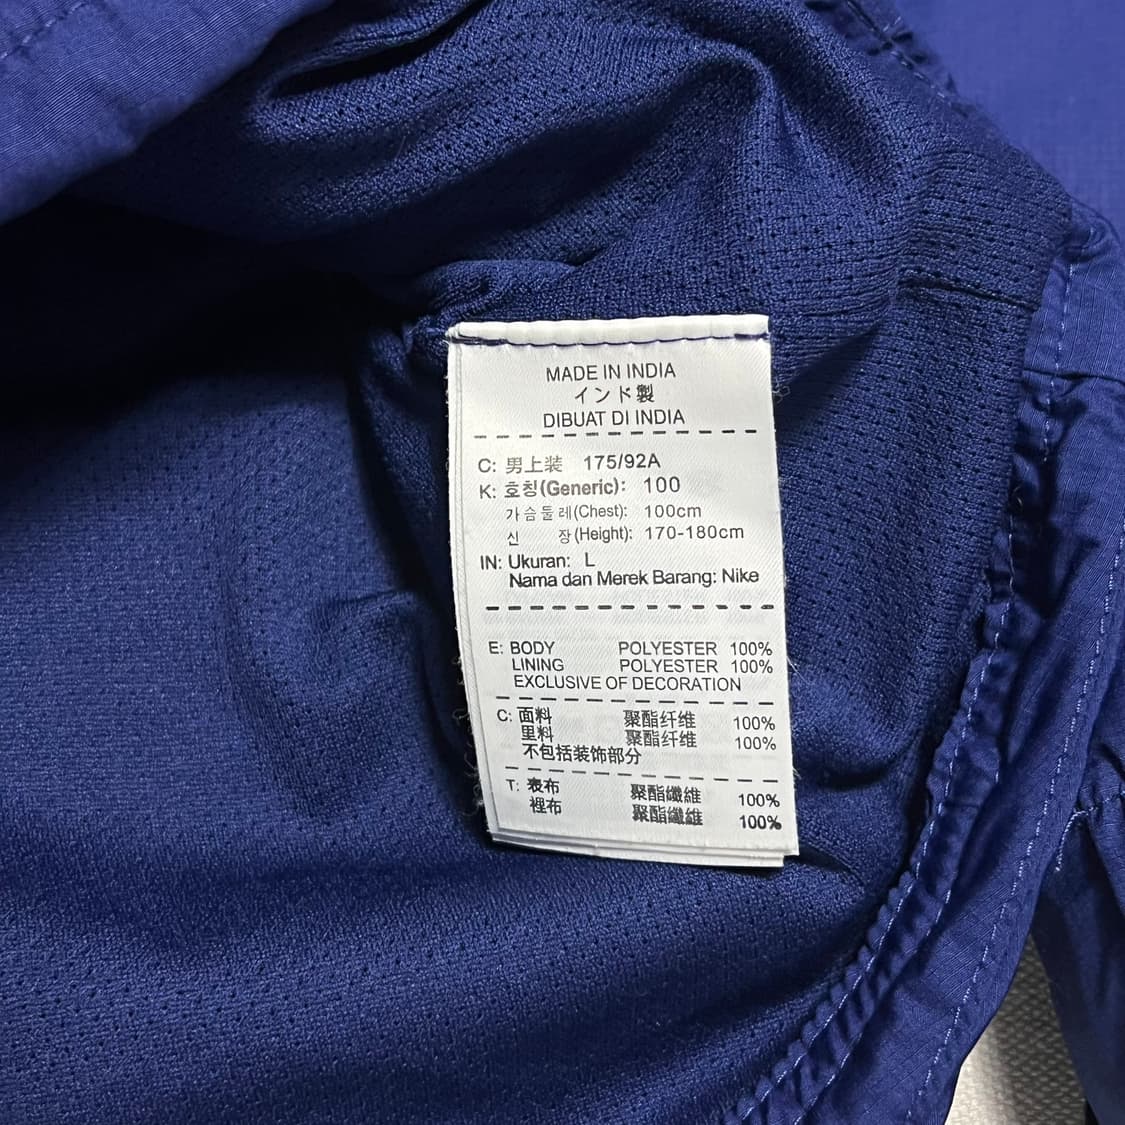 MADE IN INDIA
インド製
DIBUAT DI INDIA
C: 男上装 175/92A
K: 호칭(Generic): 100
가슴둘레(Chest): 100cm
신 장(Height): 170-180cm
IN: Ukuran: L
Nama dan Merek Barang: Nike
E: BODY POLYESTER 100%
LINING POLYESTER 100%
EXCLUSIVE OF DECORATION
C: 面料 聚酯纤维 100%
里料 聚酯纤维 100%
不包括装饰部分
T: 表布 聚酯纖維 100%
裡布 聚酯纖維 100%